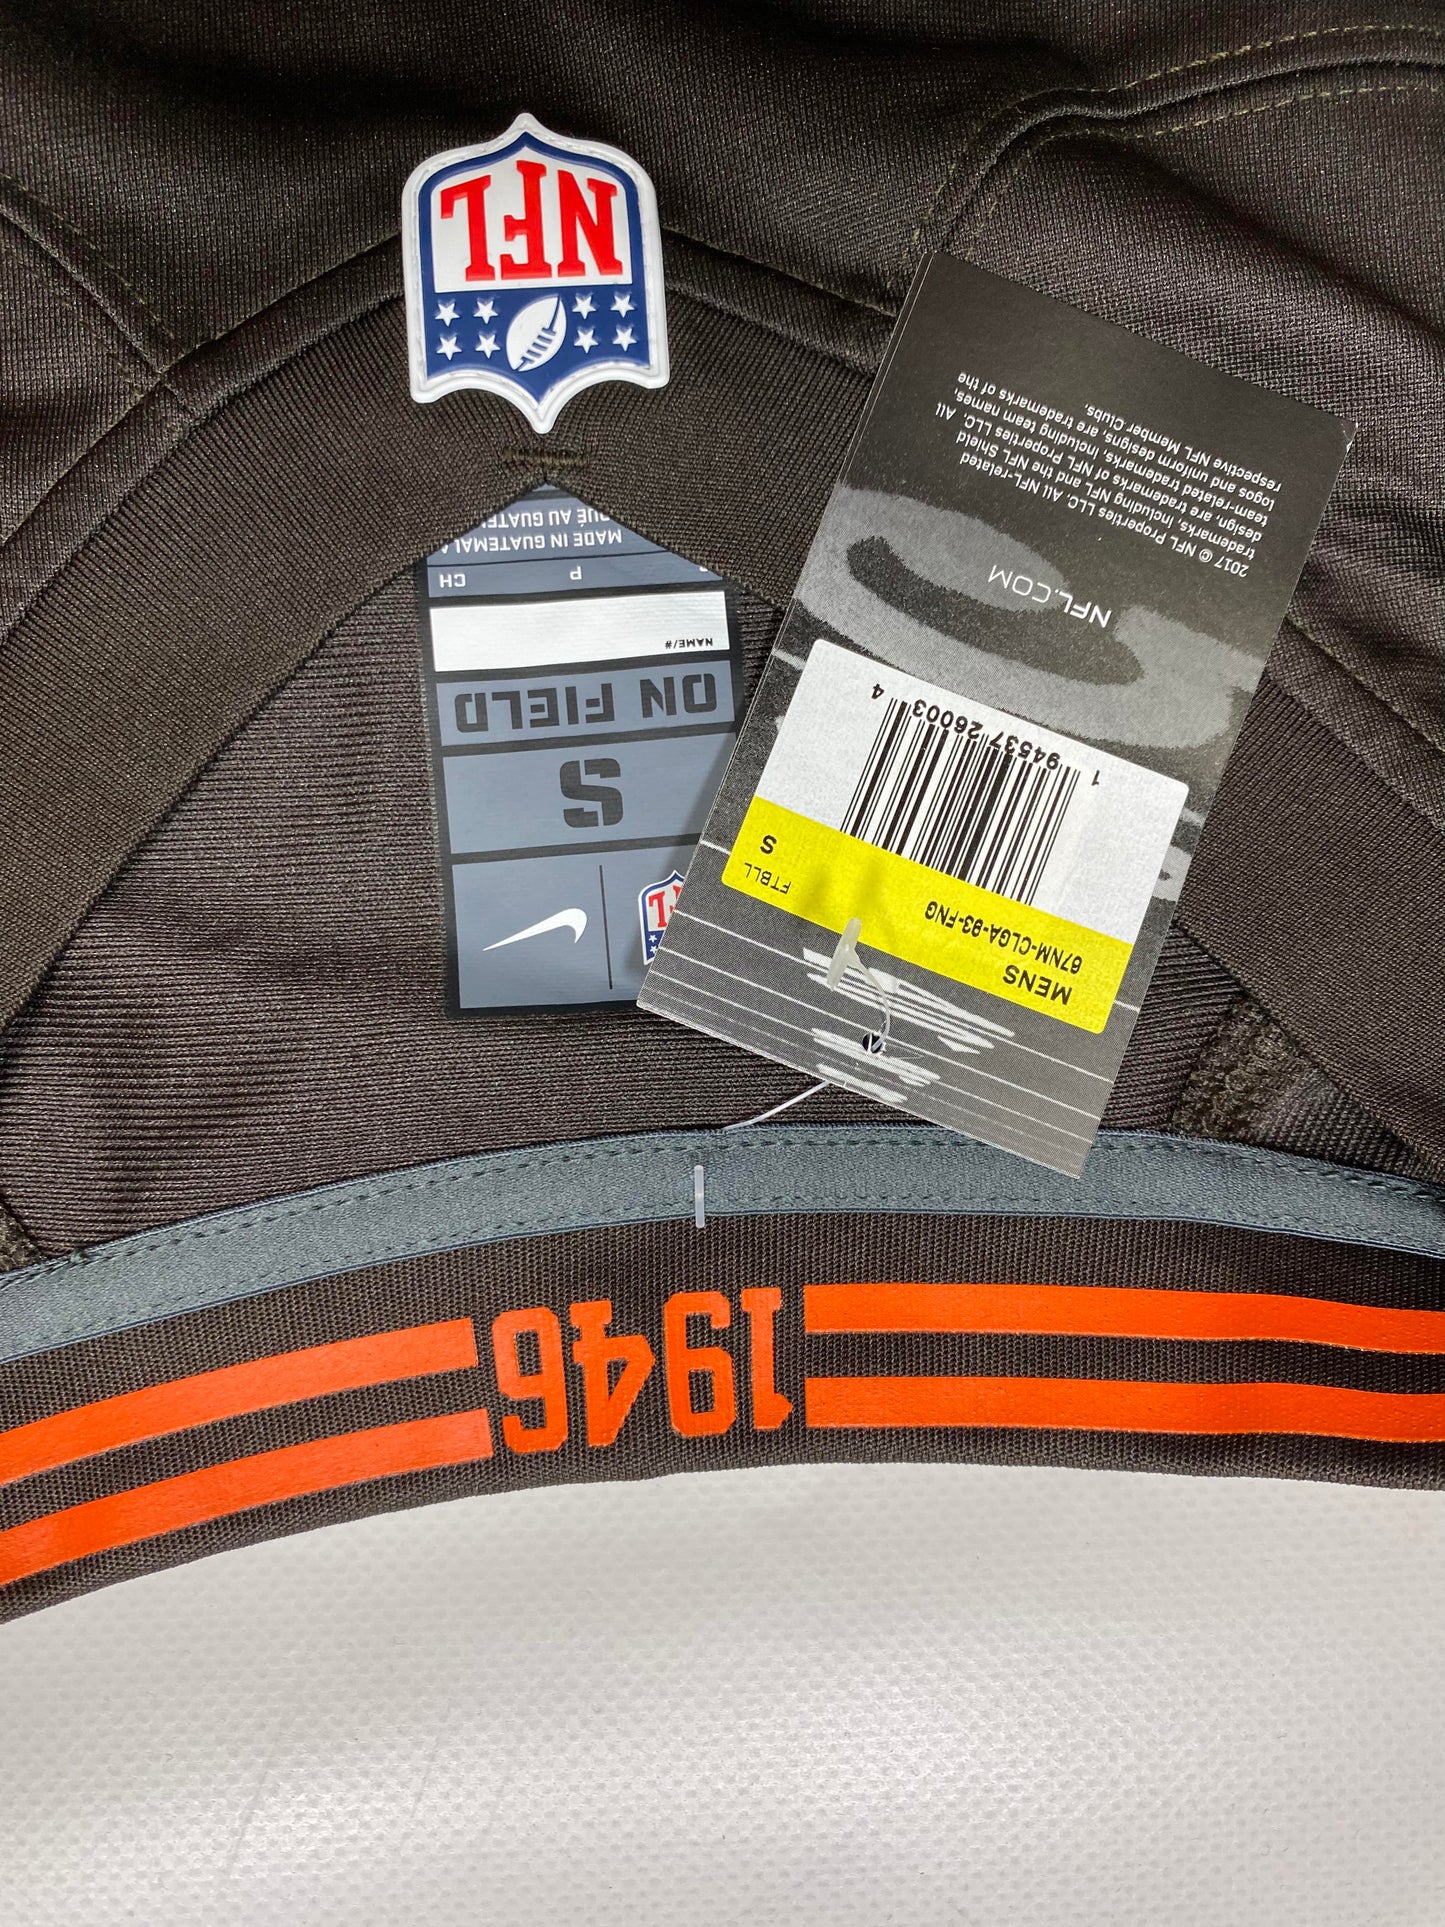 1946
NFL
ON FIELD
S
NAME/#
P
CH
MADE IN GUATEMALA
MENS
67NM-CLGA-93-FNG
FTBLL
S
1 94537 26003 4
NFL.COM
2017 © NFL Properties LLC. All NFL-related
trademarks, including NFL and the NFL Shield
design, are trademarks of NFL Properties LLC. All
team-related trademarks, including team names,
logos and uniform designs, are trademarks of the
respective NFL Member Clubs.
NFL